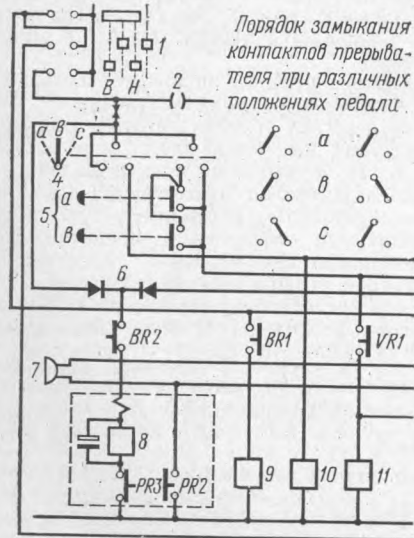 Порядок замыкания
контактов прерыва-
теля при различных
положениях педали
1
В Н
2
а в с
4
5 а
в
а
в
с
6
BR2
BR1
VR1
7
8
PR3 PR2
9
10
11